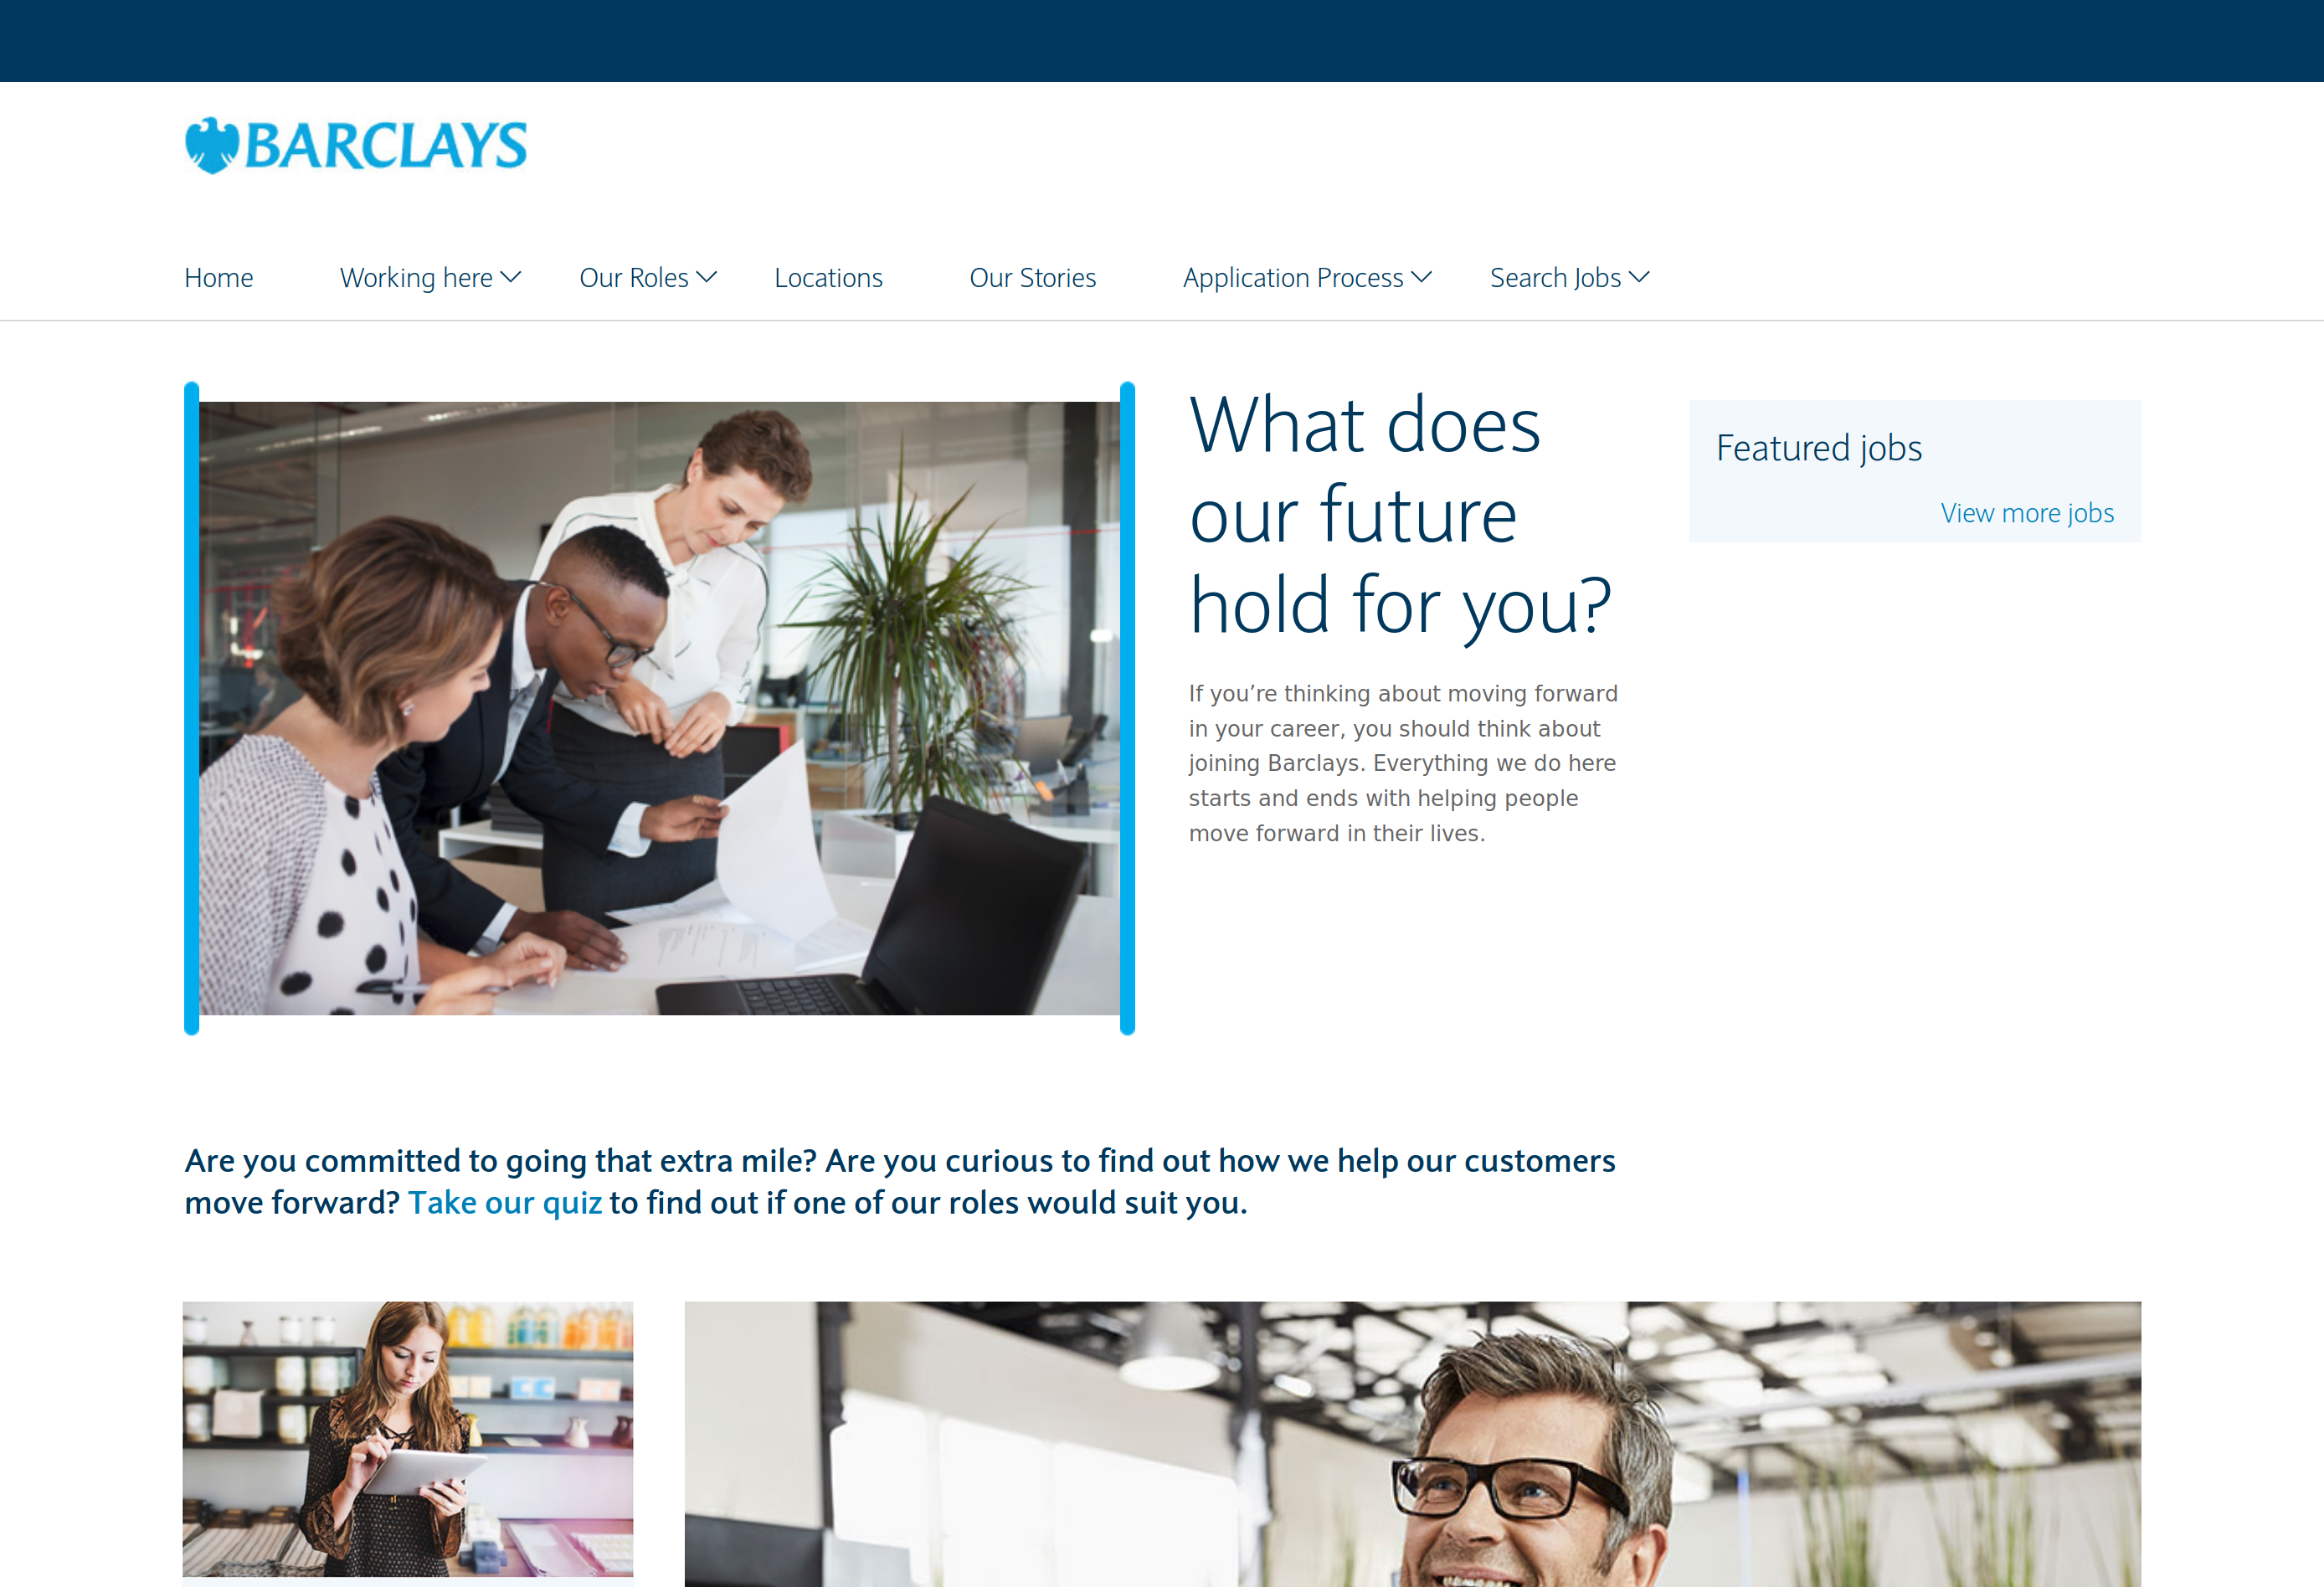 BARCLAYS
Home Working here Our Roles Locations Our Stories Application Process Search Jobs
What does
our future
hold for you?
If you’re thinking about moving forward
in your career, you should think about
joining Barclays. Everything we do here
starts and ends with helping people
move forward in their lives.
Featured jobs
View more jobs
Are you committed to going that extra mile? Are you curious to find out how we help our customers
move forward? Take our quiz to find out if one of our roles would suit you.